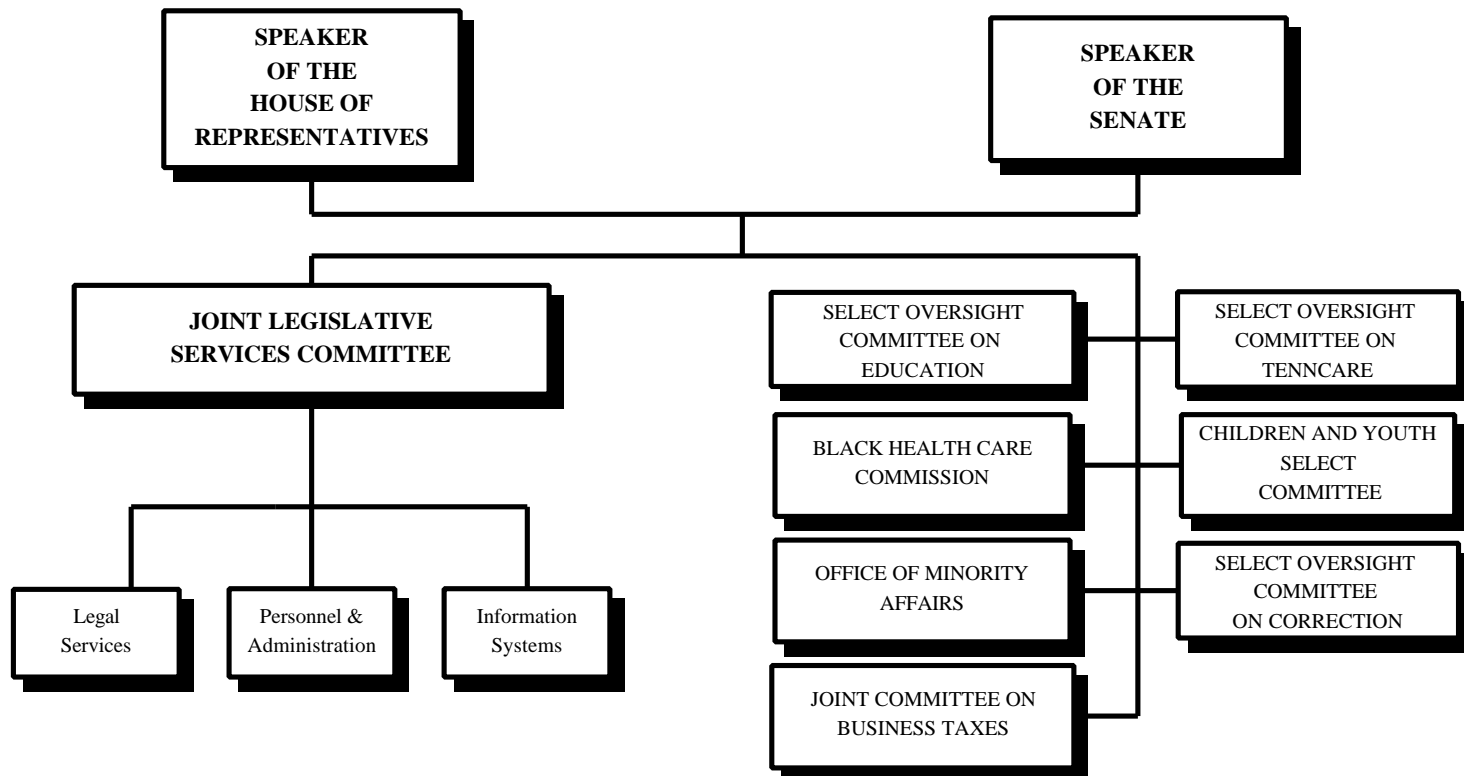 SPEAKER
OF THE
HOUSE OF
REPRESENTATIVES
SPEAKER
OF THE
SENATE
JOINT LEGISLATIVE
SERVICES COMMITTEE
Legal
Services
Personnel &
Administration
Information
Systems
SELECT OVERSIGHT
COMMITTEE ON
EDUCATION
SELECT OVERSIGHT
COMMITTEE ON
TENNCARE
BLACK HEALTH CARE
COMMISSION
CHILDREN AND YOUTH
SELECT
COMMITTEE
OFFICE OF MINORITY
AFFAIRS
SELECT OVERSIGHT
COMMITTEE
ON CORRECTION
JOINT COMMITTEE ON
BUSINESS TAXES